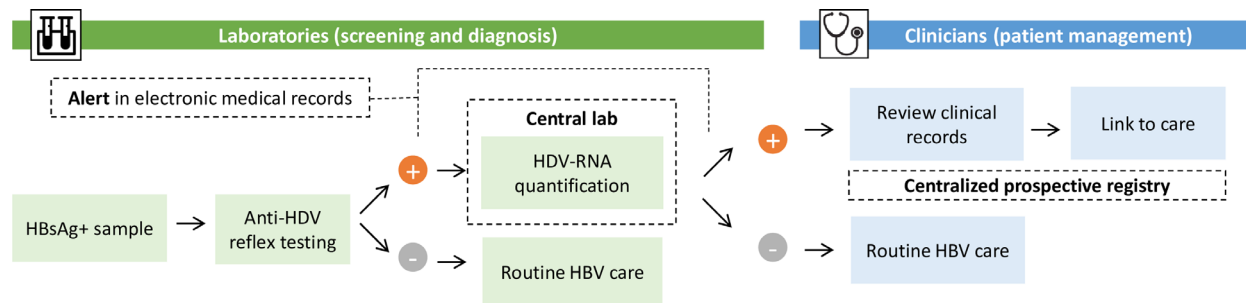 Laboratories (screening and diagnosis)
Clinicians (patient management)
Alert in electronic medical records
Central lab
HDV-RNA
quantification
+
+
Review clinical
records
Link to care
Centralized prospective registry
HBsAg+ sample
Anti-HDV
reflex testing
-
Routine HBV care
-
Routine HBV care